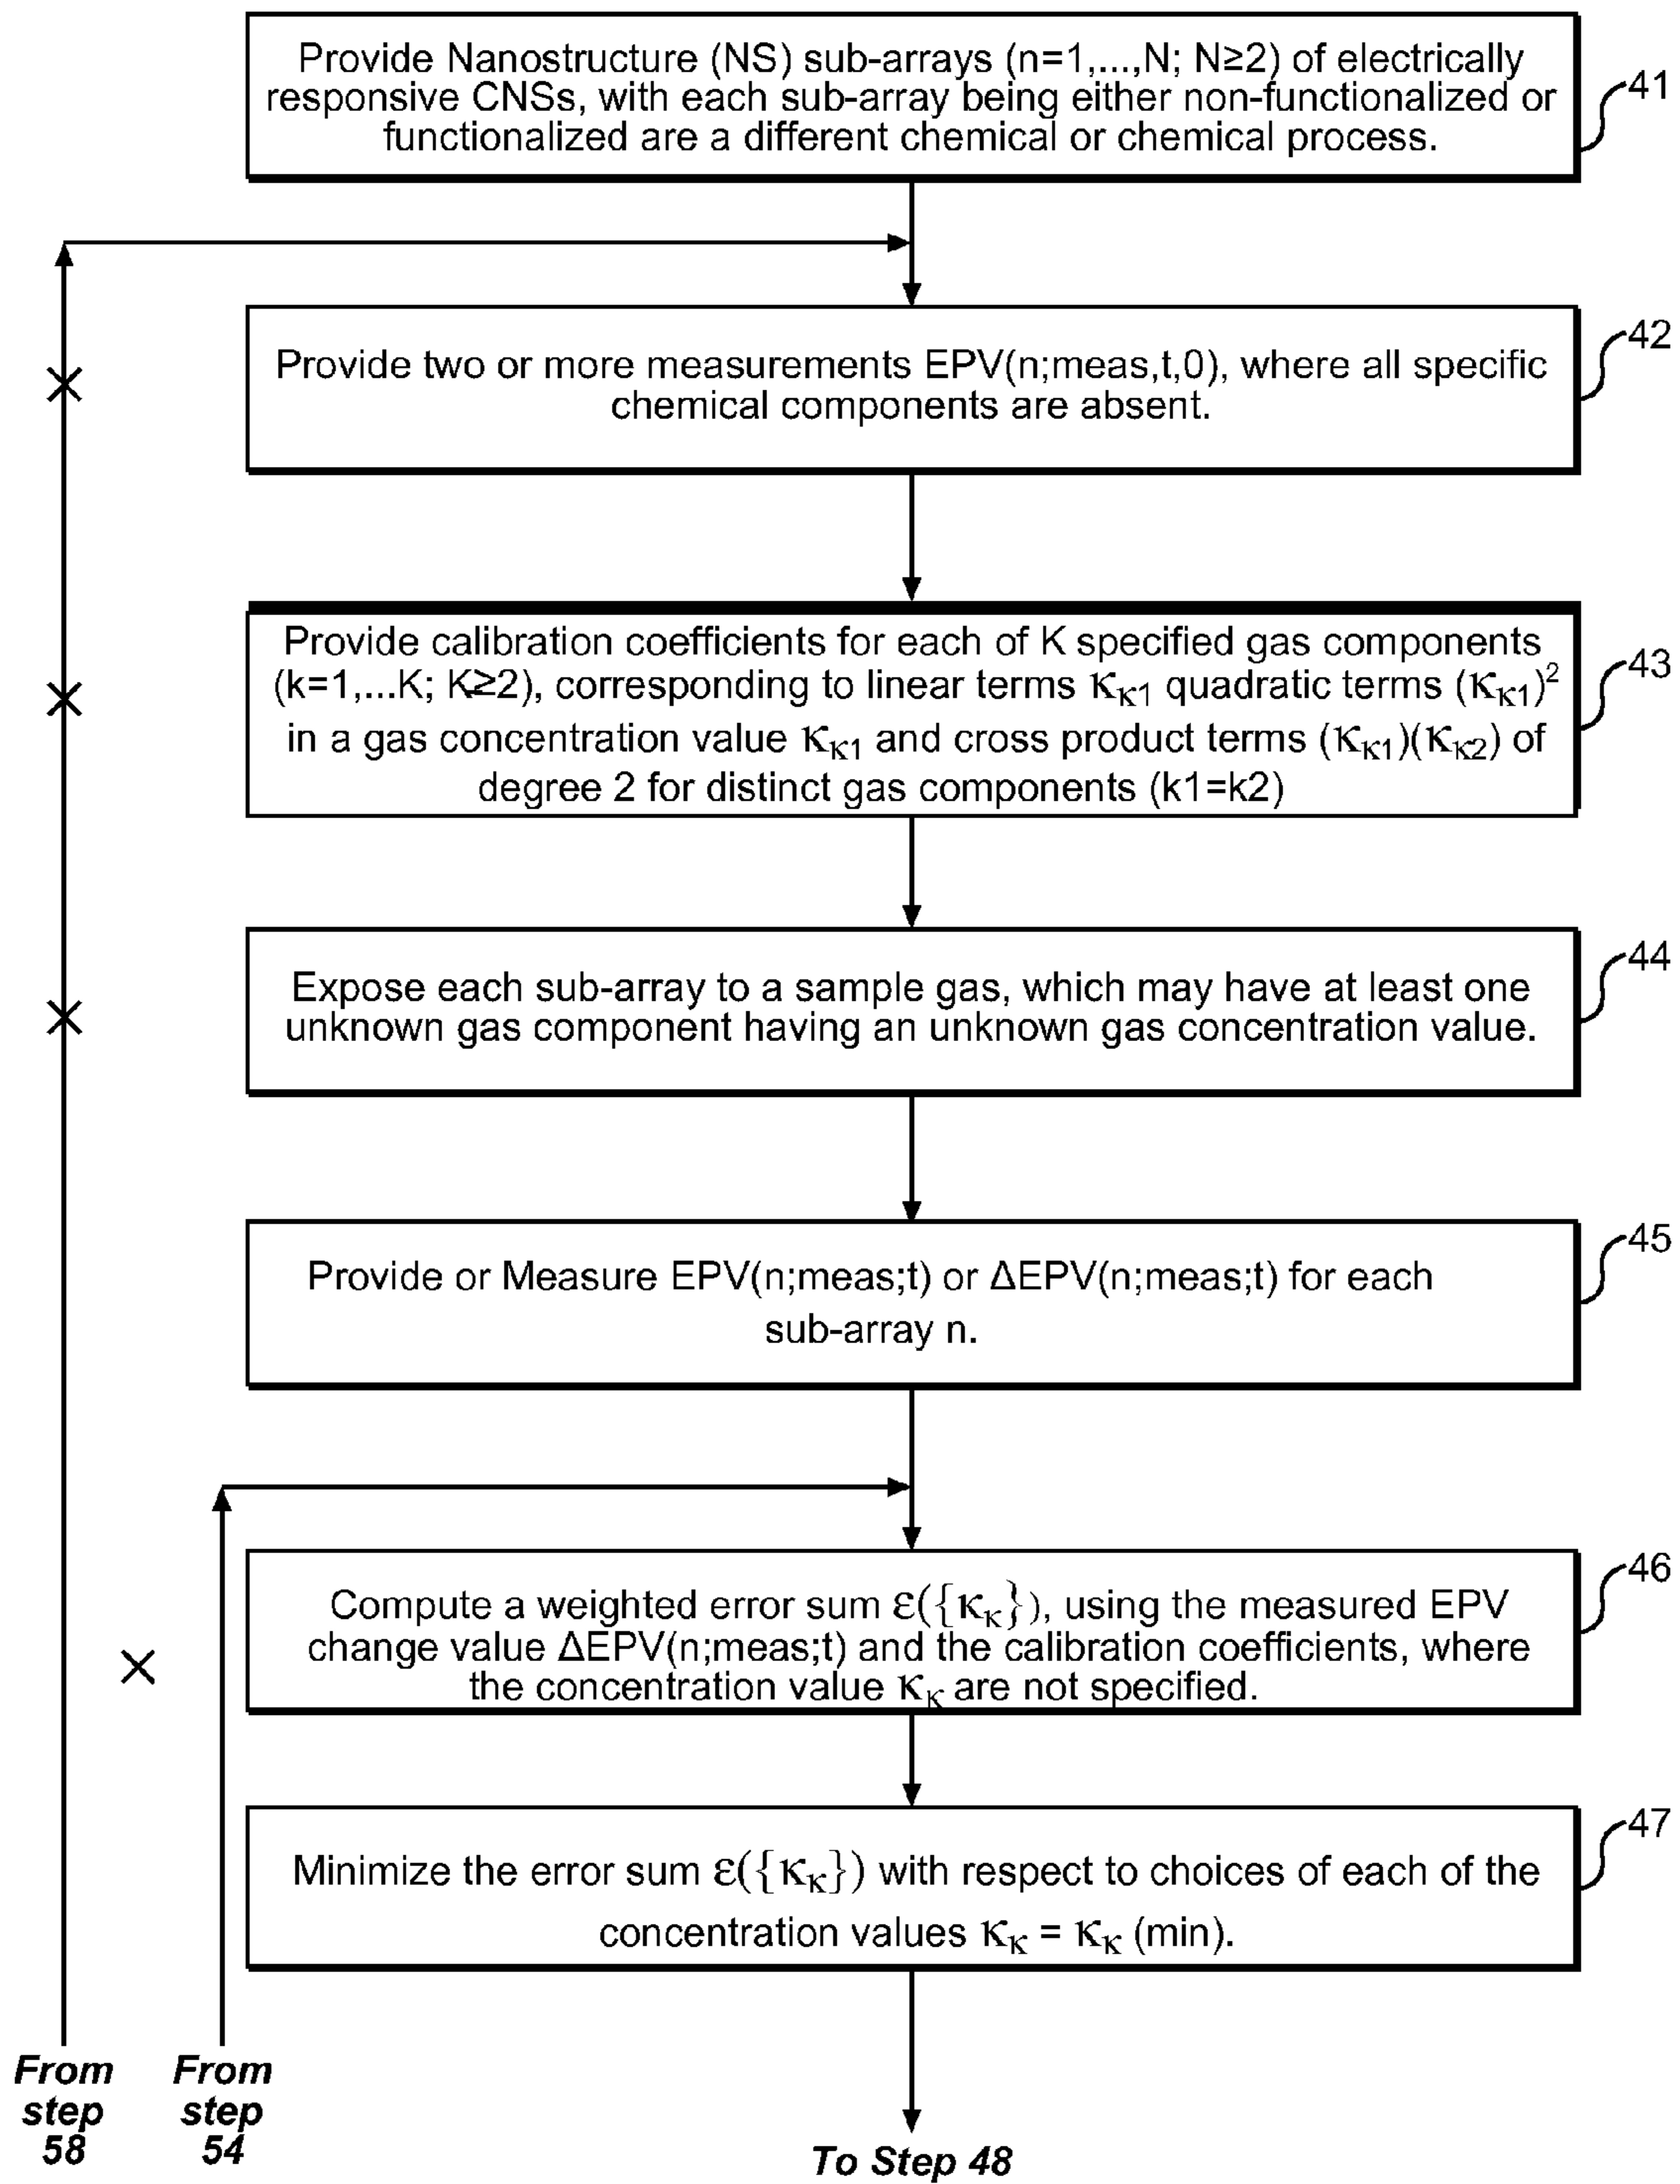 Provide Nanostructure (NS) sub-arrays (n=1,...,N; N≥2) of electrically
responsive CNSs, with each sub-array being either non-functionalized or
functionalized are a different chemical or chemical process.
41
Provide two or more measurements EPV(n;meas,t,0), where all specific
chemical components are absent.
42
Provide calibration coefficients for each of K specified gas components
(k=1,...K; K≥2), corresponding to linear terms κκ1 quadratic terms (κκ1)²
in a gas concentration value κκ1 and cross product terms (κκ1)(κκ2) of
degree 2 for distinct gas components (k1=k2)
43
Expose each sub-array to a sample gas, which may have at least one
unknown gas component having an unknown gas concentration value.
44
Provide or Measure EPV(n;meas;t) or ΔEPV(n;meas;t) for each
sub-array n.
45
Compute a weighted error sum ε({κκ}), using the measured EPV
change value ΔEPV(n;meas;t) and the calibration coefficients, where
the concentration value κκ are not specified.
46
Minimize the error sum ε({κκ}) with respect to choices of each of the
concentration values κκ = κκ (min).
47
From
step
58
From
step
54
To Step 48